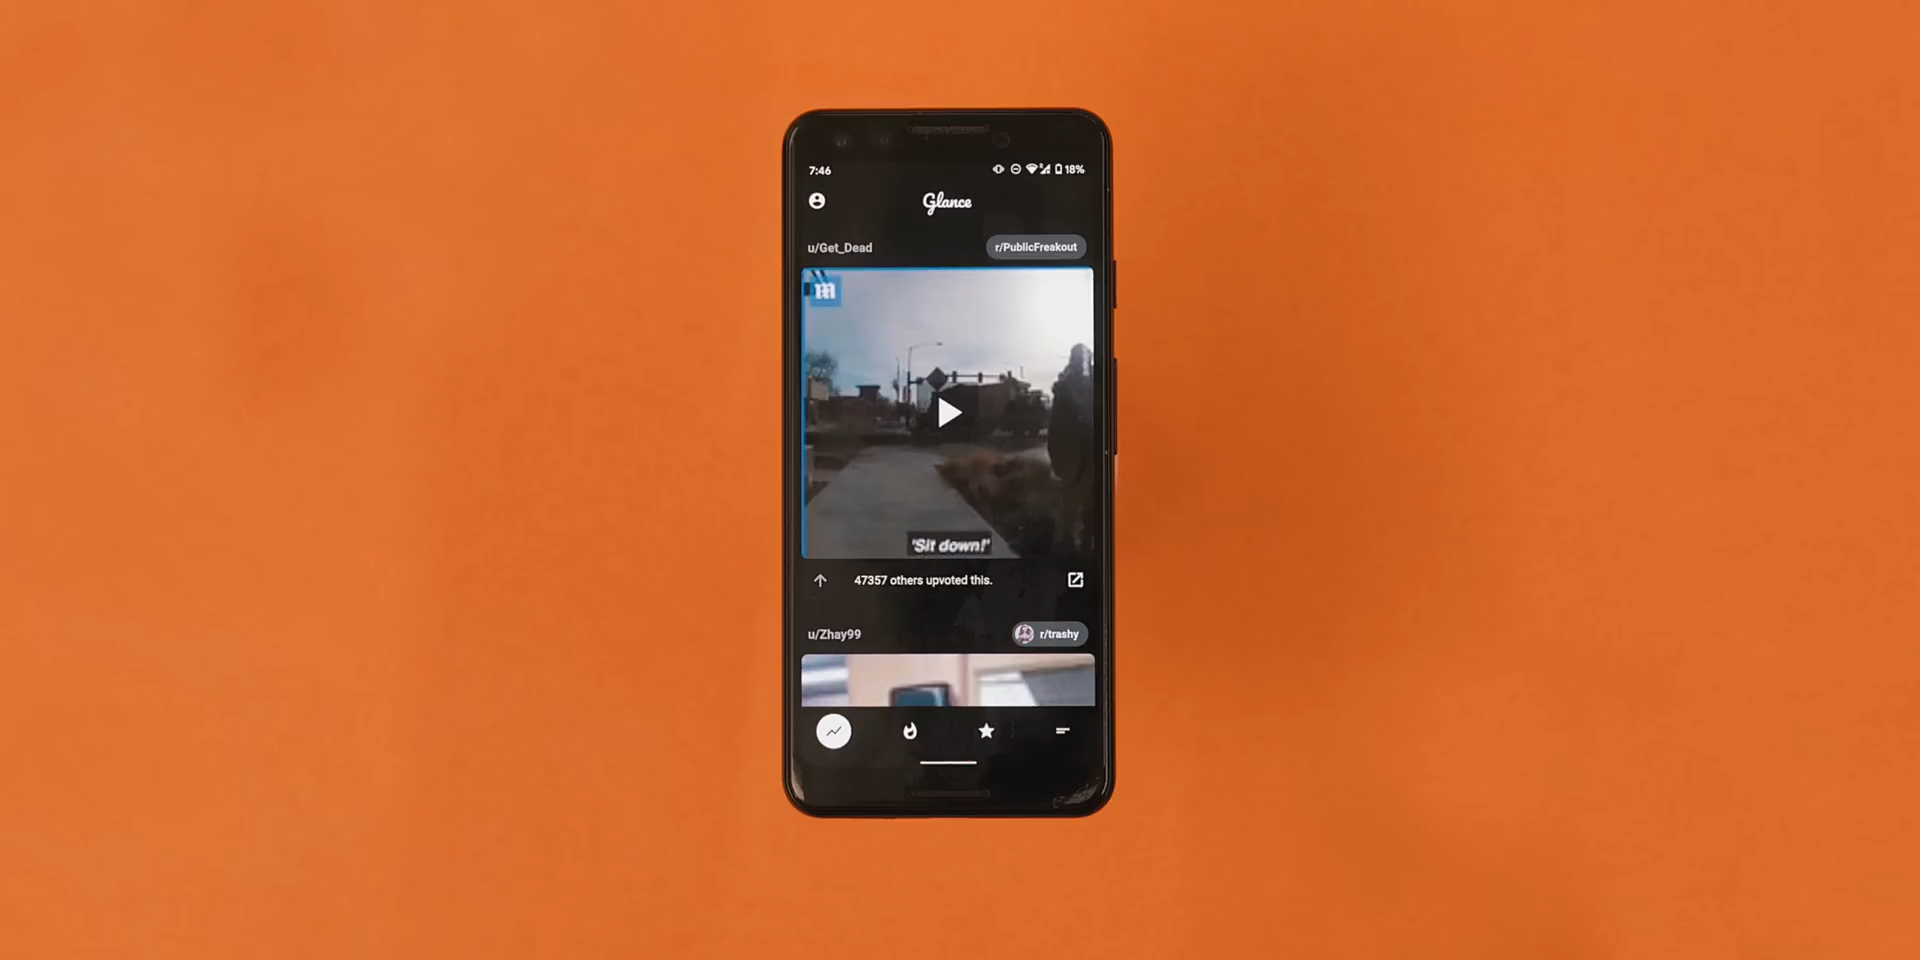 7:46
18%
Glance
u/Get_Dead
r/PublicFreakout
m
'Sit down!'
47357 others upvoted this.
u/Zhay99
r/trashy